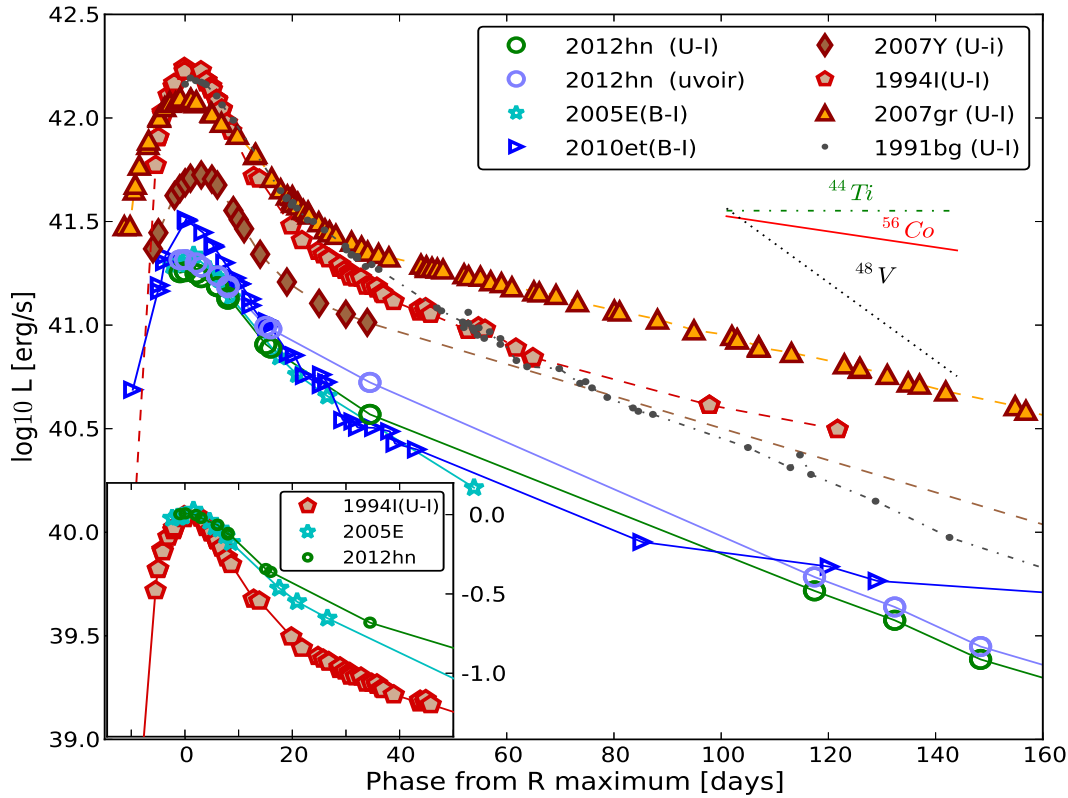 42.5
42.0
41.5
41.0
40.5
40.0
39.5
39.0
log10 L [erg/s]
2012hn (U-I)
2012hn (uvoir)
2005E(B-I)
2010et(B-I)
2007Y (U-i)
1994I(U-I)
2007gr (U-I)
1991bg (U-I)
44Ti
56Co
48V
1994I(U-I)
2005E
2012hn
0.0
-0.5
-1.0
0 20 40 60 80 100 120 140 160
Phase from R maximum [days]